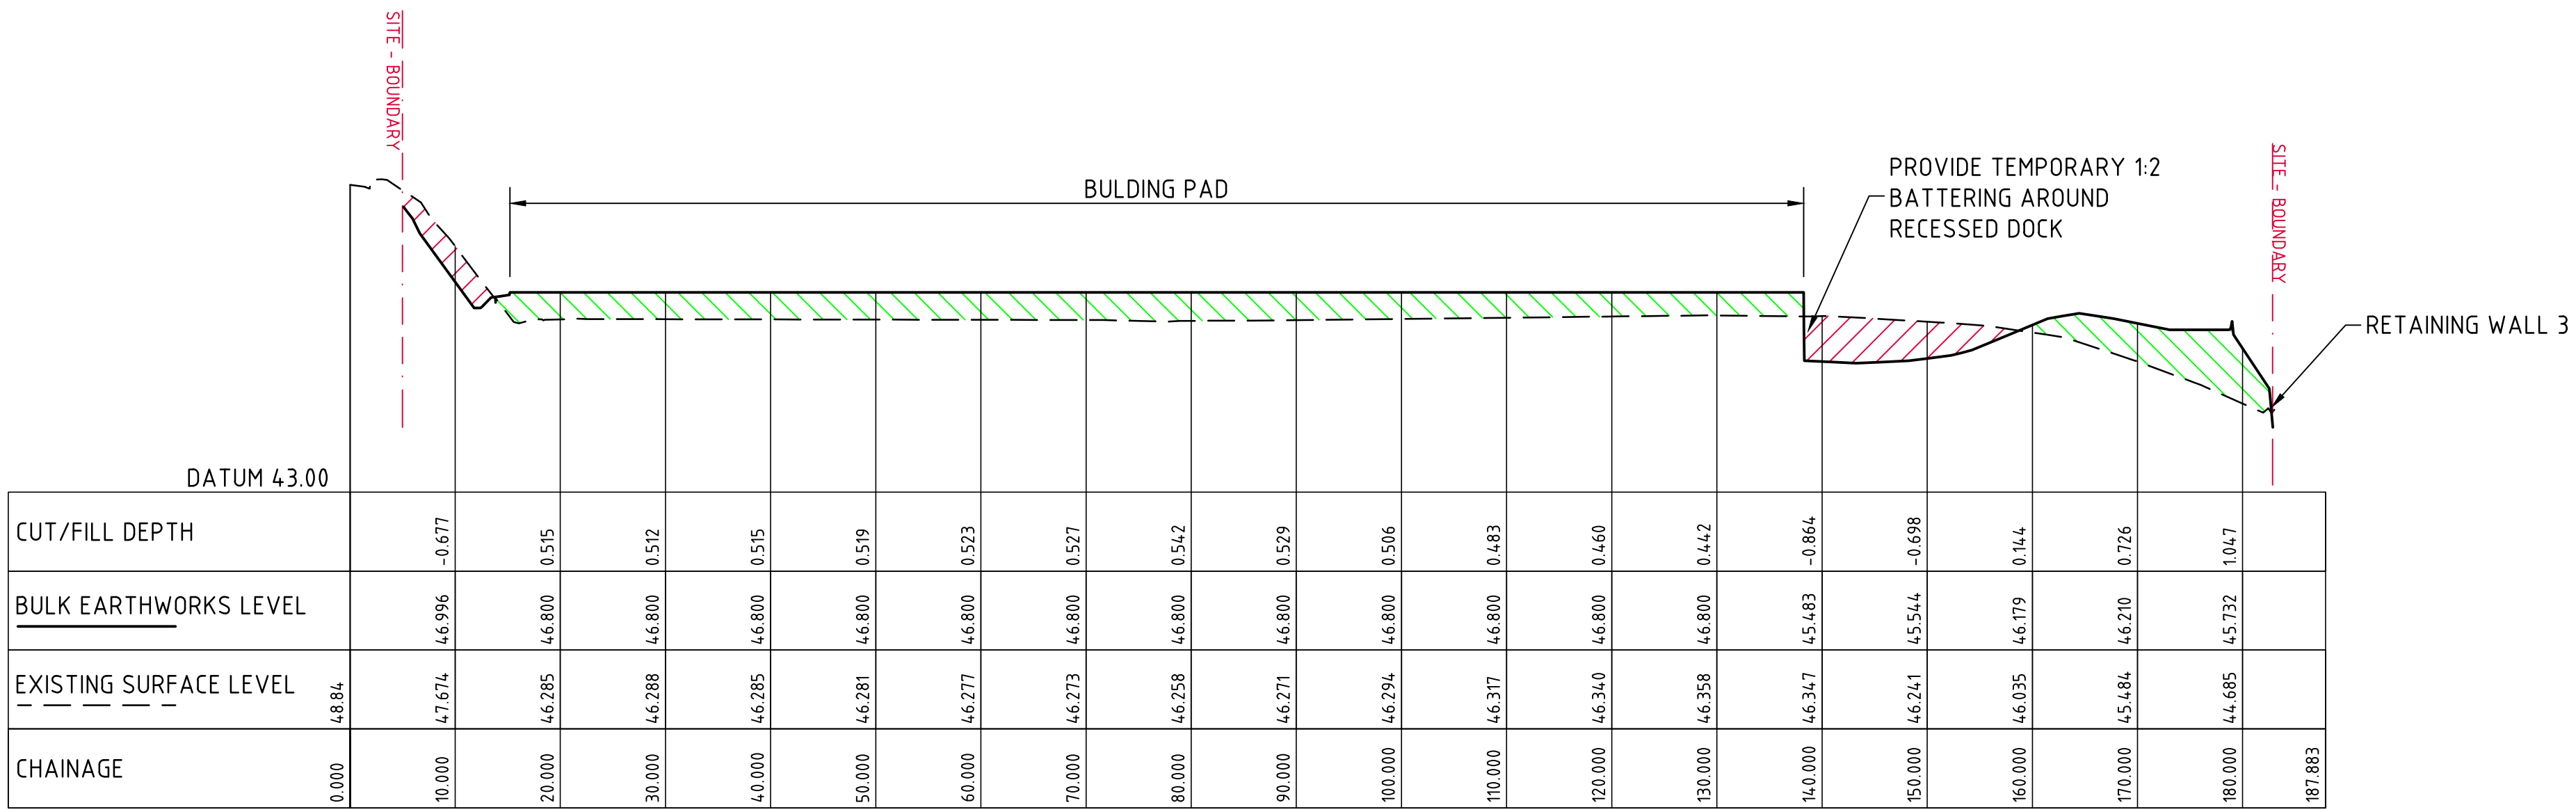 SITE - BOUNDARY
BULDING PAD
PROVIDE TEMPORARY 1:2
BATTERING AROUND
RECESSED DOCK
SITE - BOUNDARY
RETAINING WALL 3
DATUM 43.00
CUT/FILL DEPTH -0.677 0.515 0.512 0.515 0.519 0.523 0.527 0.542 0.529 0.506 0.483 0.460 0.442 -0.864 -0.698 0.144 0.726 1.047
BULK EARTHWORKS LEVEL 46.996 46.800 46.800 46.800 46.800 46.800 46.800 46.800 46.800 46.800 46.800 46.800 46.800 45.483 45.544 46.179 46.210 45.732
EXISTING SURFACE LEVEL 48.84 47.674 46.285 46.288 46.285 46.281 46.277 46.273 46.258 46.271 46.294 46.317 46.340 46.358 46.347 46.241 46.035 45.484 44.685
CHAINAGE 0.000 10.000 20.000 30.000 40.000 50.000 60.000 70.000 80.000 90.000 100.000 110.000 120.000 130.000 140.000 150.000 160.000 170.000 180.000 187.883